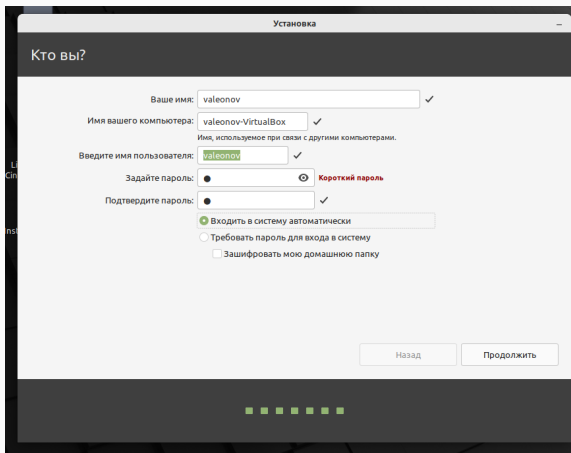 Установка
Кто вы?
Ваше имя: valeonov
Имя вашего компьютера: valeonov-VirtualBox
Имя, используемое при связи с другими компьютерами.
Введите имя пользователя: valeonov
Задайте пароль: ● Короткий пароль
Подтвердите пароль: ●
Входить в систему автоматически
Требовать пароль для входа в систему
Зашифровать мою домашнюю папку
Назад Продолжить